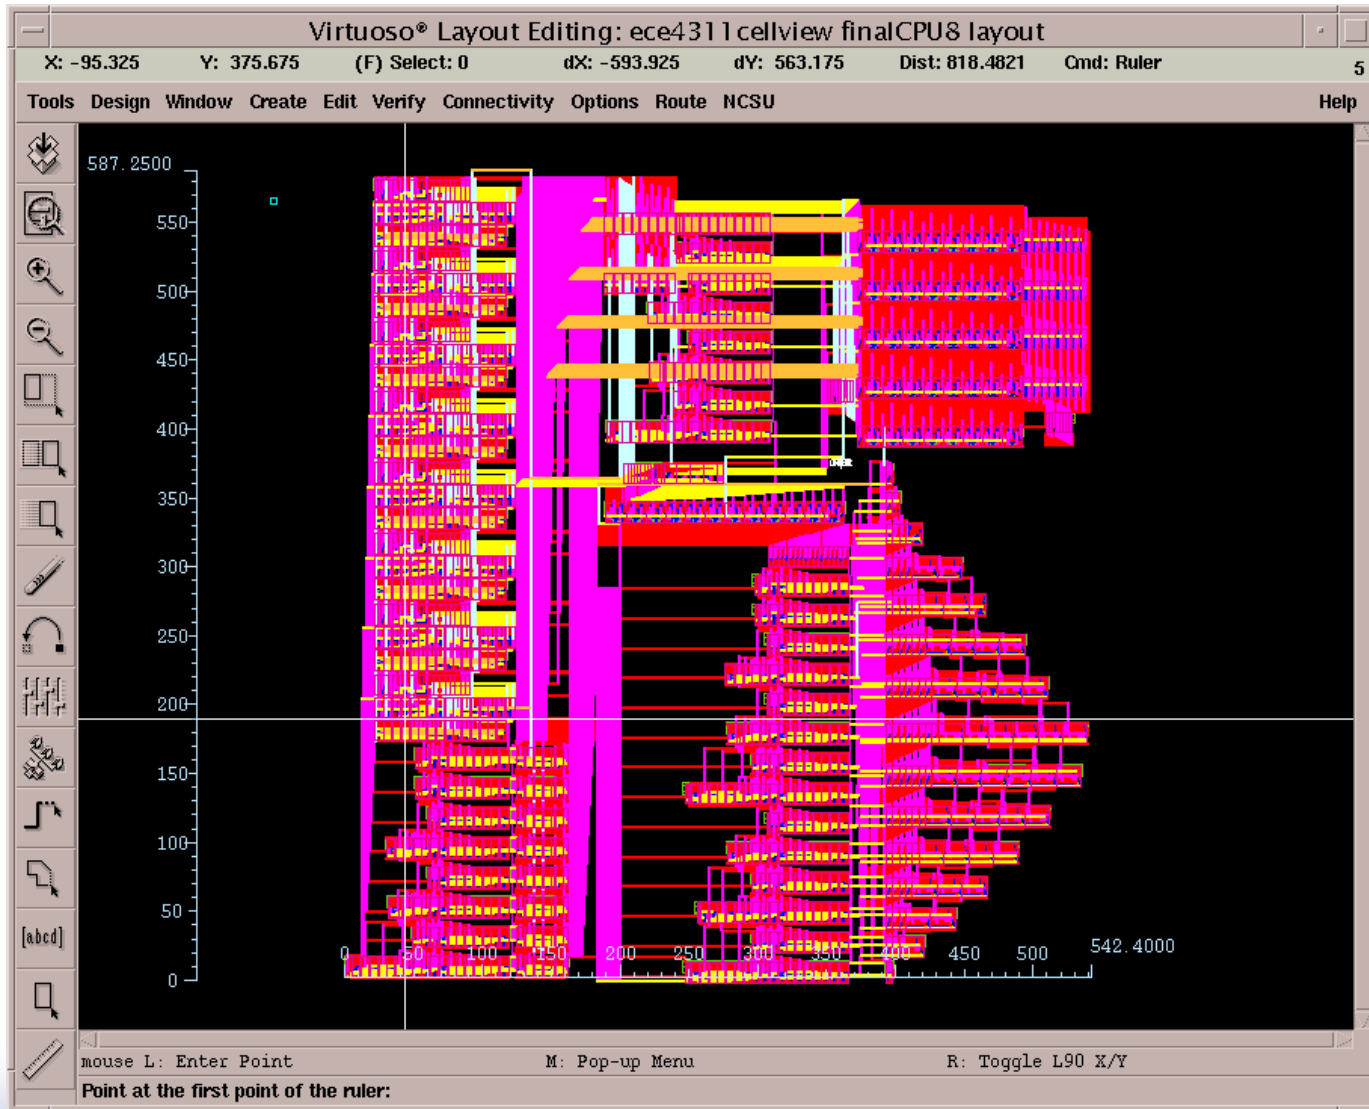 Virtuoso® Layout Editing: ece4311cellview finalCPU8 layout
X: -95.325 Y: 375.675 (F) Select: 0 dX: -593.925 dY: 563.175 Dist: 818.4821 Cmd: Ruler 5
Tools Design Window Create Edit Verify Connectivity Options Route NCSU Help
587.2500
550
500
450
400
350
300
250
200
150
100
50
0
[abcd]
0 50 100 150 200 250 300 350 400 450 500 542.4000
mouse L: Enter Point M: Pop-up Menu R: Toggle L90 X/Y
Point at the first point of the ruler: